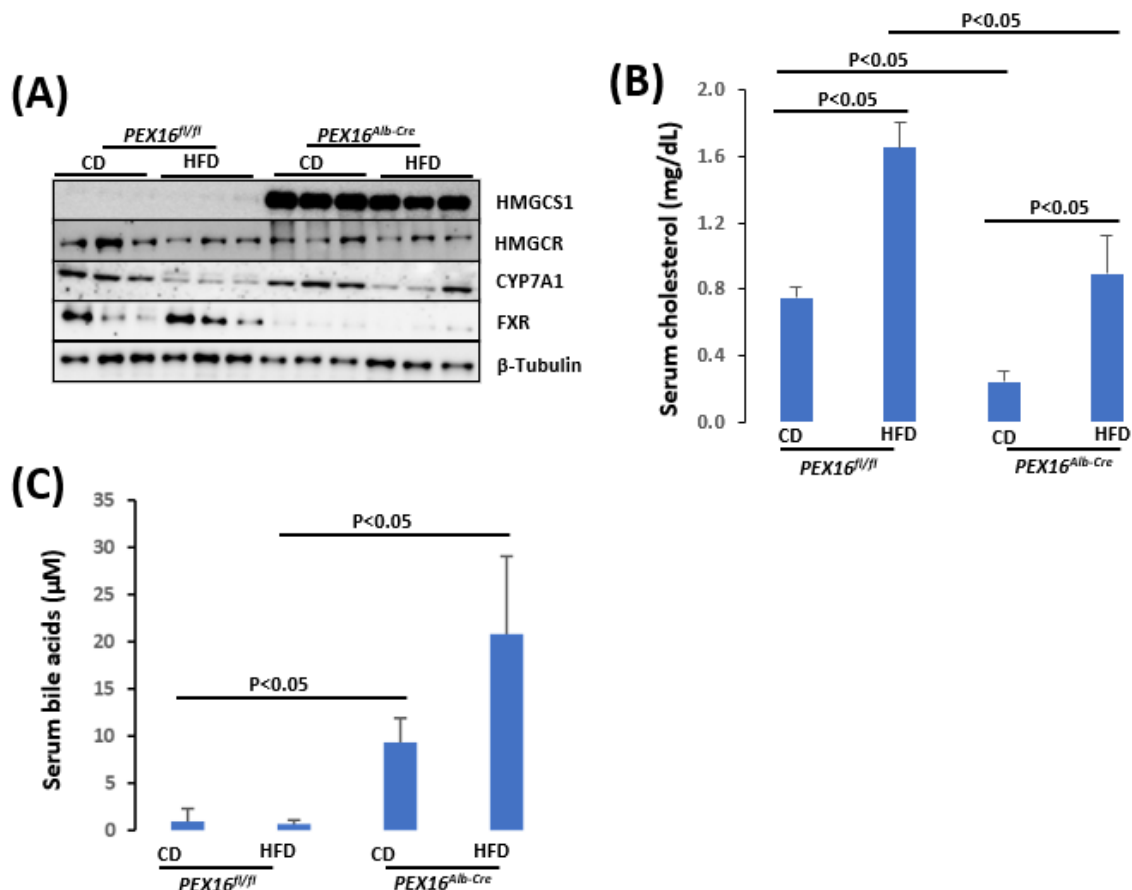 (A)
PEX16fl/fl
PEX16Alb-Cre
CD
HFD
CD
HFD
HMGCS1
HMGCR
CYP7A1
FXR
β-Tubulin
(B)
P<0.05
P<0.05
P<0.05
P<0.05
Serum cholesterol (mg/dL)
2.0
1.6
1.2
0.8
0.4
0.0
CD
HFD
CD
HFD
PEX16fl/fl
PEX16Alb-Cre
(C)
P<0.05
P<0.05
Serum bile acids (µM)
35
30
25
20
15
10
5
0
CD
HFD
CD
HFD
PEX16fl/fl
PEX16Alb-Cre